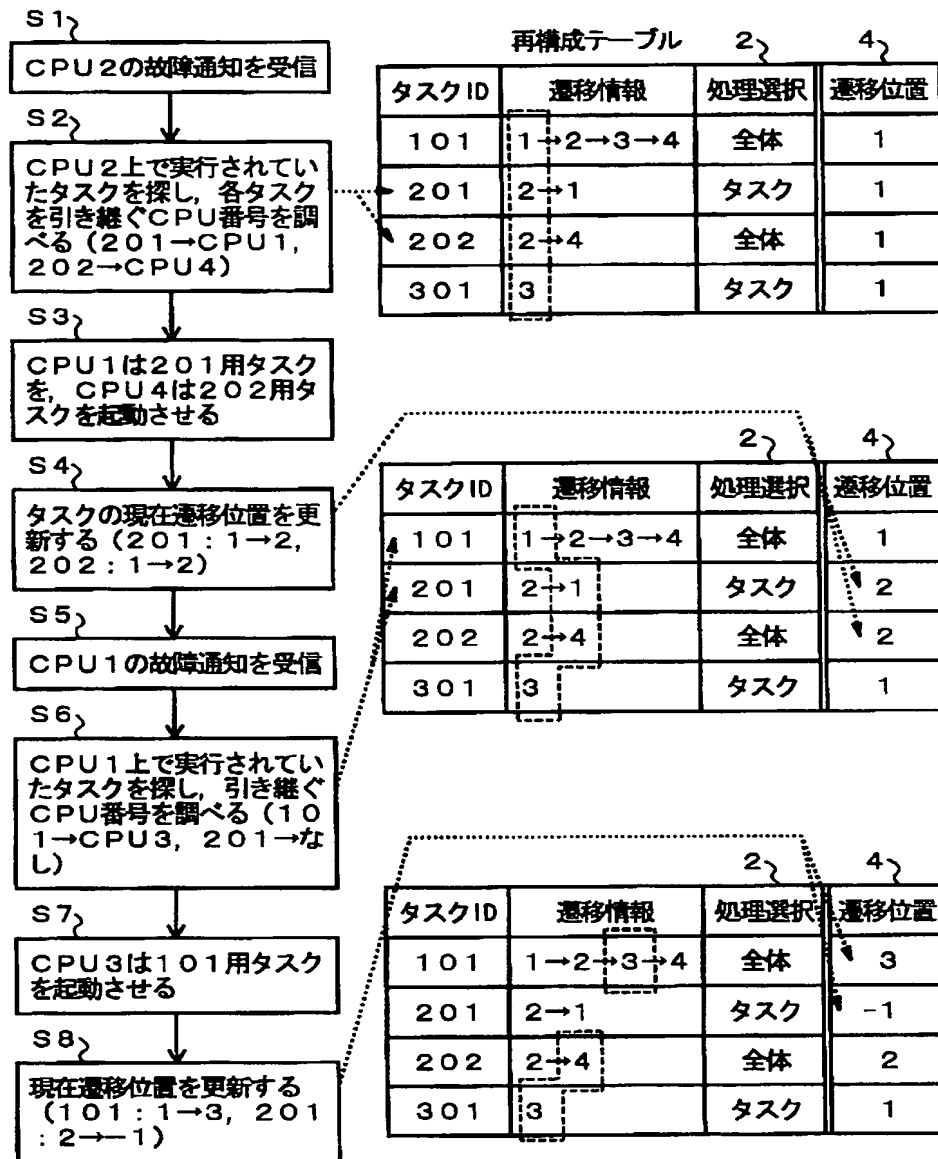 S1
CPU2の故障通知を受信
S2
CPU2上で実行されてい
たタスクを探し，各タスク
を引き継ぐCPU番号を調
べる（201→CPU1，
202→CPU4）
S3
CPU1は201用タスク
を，CPU4は202用タ
スクを起動させる
S4
タスクの現在遷移位置を更
新する（201：1→2，
202：1→2）
S5
CPU1の故障通知を受信
S6
CPU1上で実行されてい
たタスクを探し，引き継ぐ
CPU番号を調べる（10
1→CPU3，201→な
し）
S7
CPU3は101用タスク
を起動させる
S8
現在遷移位置を更新する
（101：1→3，201
：2→-1）
再構成テーブル 2 4
タスクID 遷移情報 処理選択 遷移位置
101 1→2→3→4 全体 1
201 2→1 タスク 1
202 2→4 全体 1
301 3 タスク 1
2 4
タスクID 遷移情報 処理選択 遷移位置
101 1→2→3→4 全体 1
201 2→1 タスク 2
202 2→4 全体 2
301 3 タスク 1
2 4
タスクID 遷移情報 処理選択 遷移位置
101 1→2→3→4 全体 3
201 2→1 タスク -1
202 2→4 全体 2
301 3 タスク 1